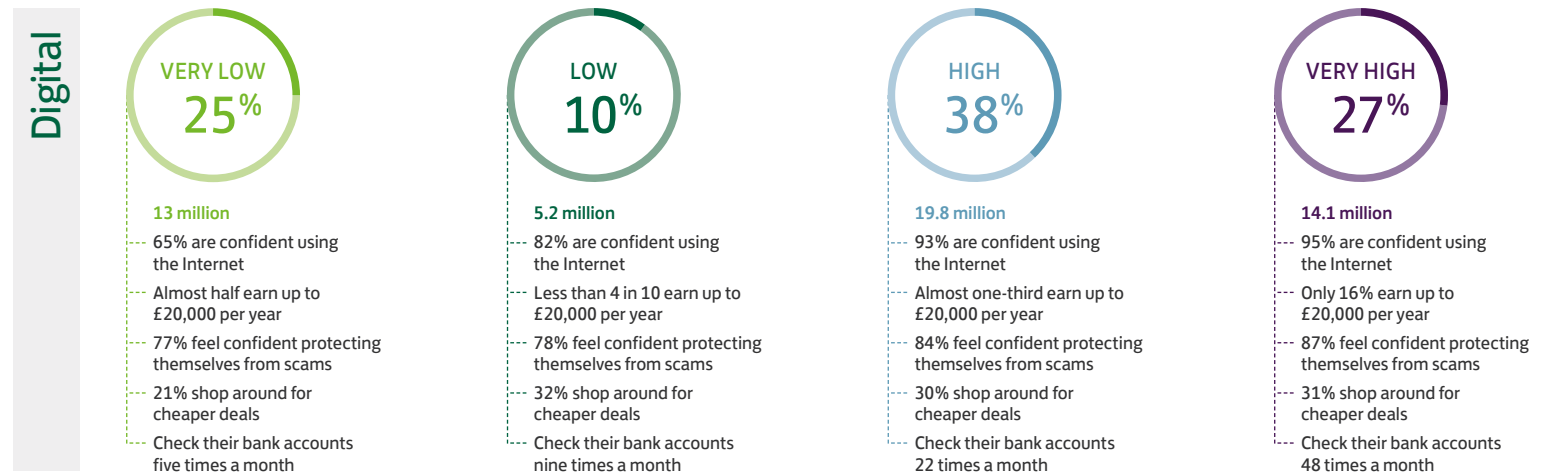 Digital
VERY LOW
25%
13 million
65% are confident using
the Internet
Almost half earn up to
£20,000 per year
77% feel confident protecting
themselves from scams
21% shop around for
cheaper deals
Check their bank accounts
five times a month
LOW
10%
5.2 million
82% are confident using
the Internet
Less than 4 in 10 earn up to
£20,000 per year
78% feel confident protecting
themselves from scams
32% shop around for
cheaper deals
Check their bank accounts
nine times a month
HIGH
38%
19.8 million
93% are confident using
the Internet
Almost one-third earn up to
£20,000 per year
84% feel confident protecting
themselves from scams
30% shop around for
cheaper deals
Check their bank accounts
22 times a month
VERY HIGH
27%
14.1 million
95% are confident using
the Internet
Only 16% earn up to
£20,000 per year
87% feel confident protecting
themselves from scams
31% shop around for
cheaper deals
Check their bank accounts
48 times a month